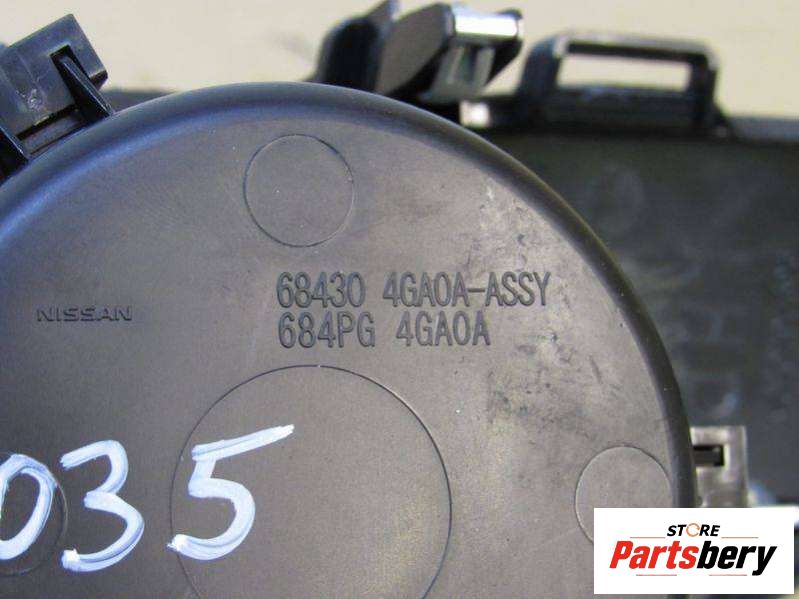 68430 4GA0A-ASSY
NISSAN
684PG 4GA0A
035
STORE
Partsbery